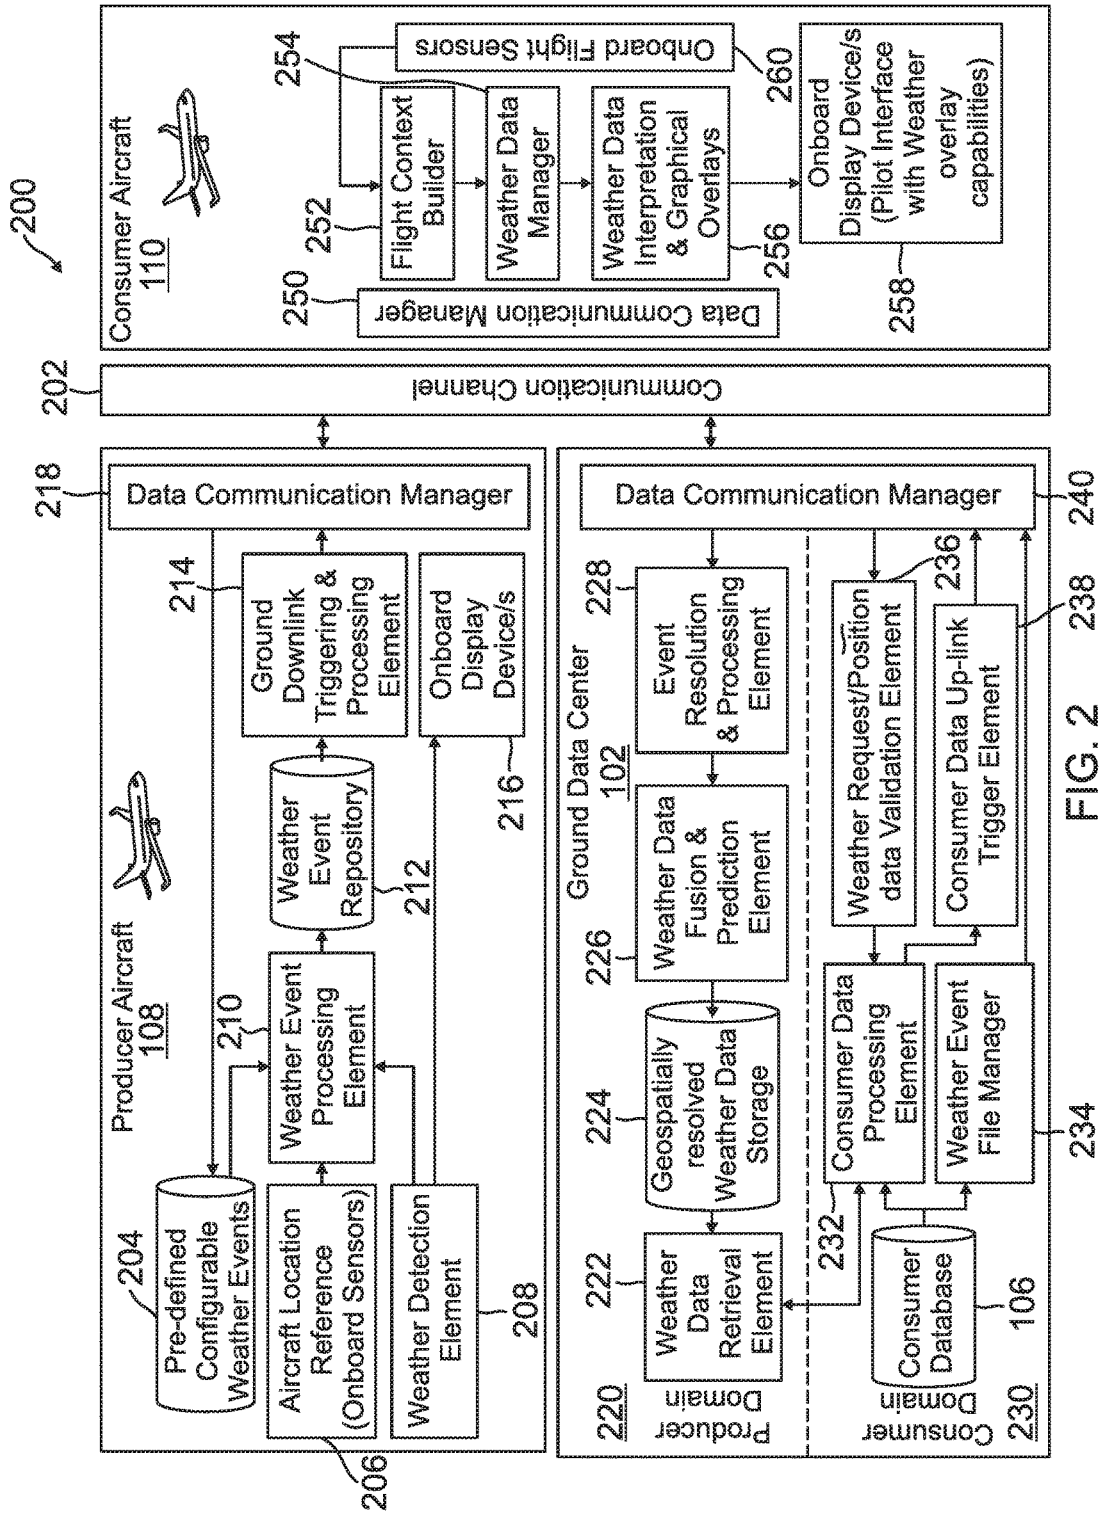 200
Producer Aircraft
108
204
Pre-defined
Configurable
Weather Events
206
Aircraft Location
Reference
(Onboard Sensors)
Weather Detection
Element
208
210
Weather Event
Processing
Element
Weather
Event
Repository
212
214
Ground
Downlink
Triggering &
Processing
Element
Onboard
Display
Device/s
216
218
Data Communication Manager
202
Communication Channel
Consumer Aircraft
110
250
Data Communication Manager
252
Flight Context
Builder
254
Weather Data
Manager
Weather Data
Interpretation
& Graphical
Overlays
256
Onboard Flight Sensors
260
Onboard
Display Device/s
(Pilot Interface
with Weather
overlay
capabilities)
258
Ground Data Center
102
220
Producer
Domain
222
Weather
Data
Retrieval
Element
224
Geospatially
resolved
Weather Data
Storage
226
Weather Data
Fusion &
Prediction
Element
228
Event
Resolution
& Processing
Element
Data Communication Manager
240
Consumer
Domain
230
Consumer
Database
106
232
Consumer Data
Processing
Element
Weather Event
File Manager
234
Weather Request/Position
data Validation Element
236
Consumer Data Up-link
Trigger Element
238
FIG. 2